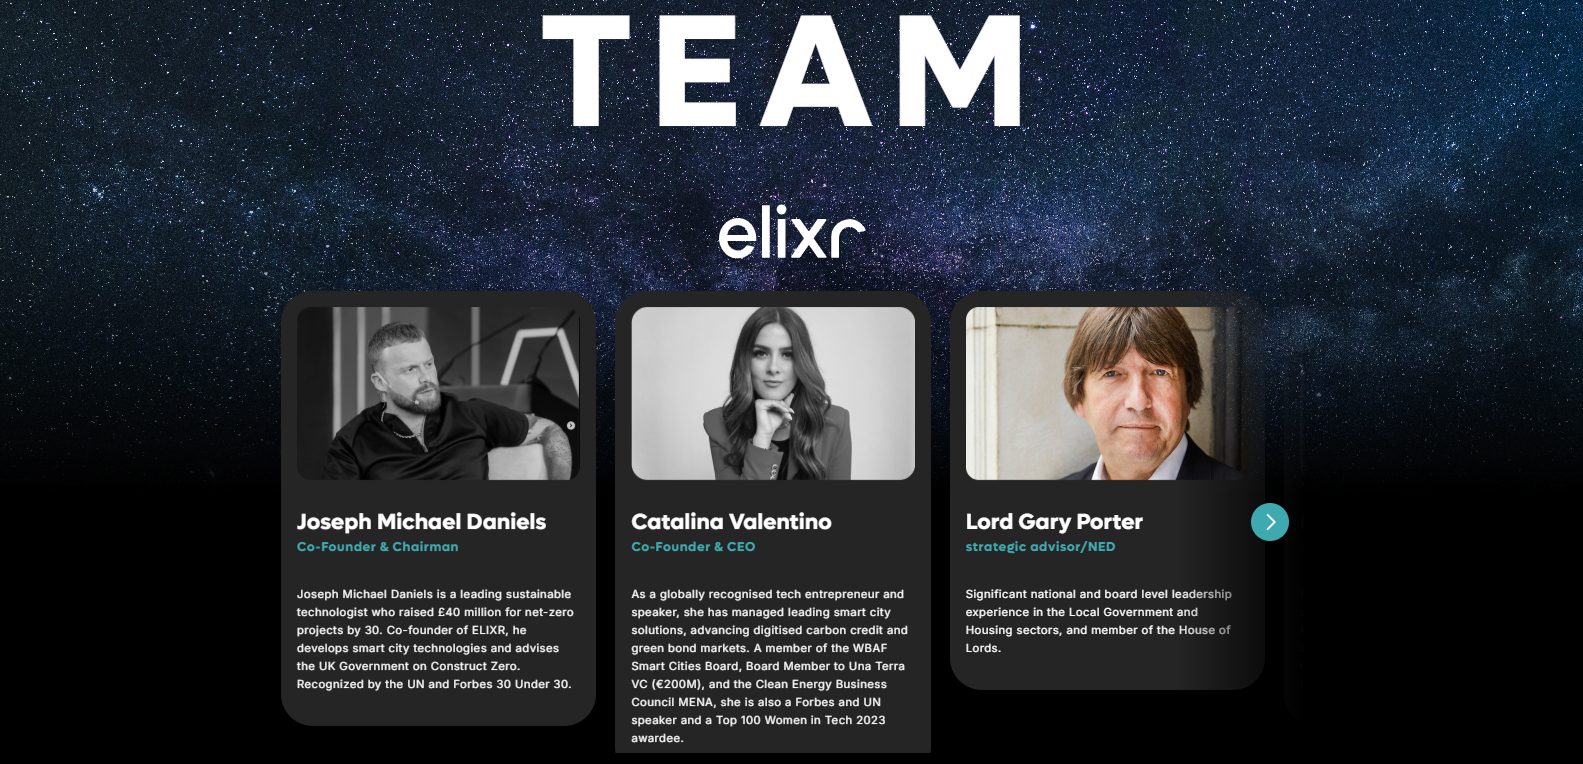 TEAM
elixr
Joseph Michael Daniels
Co-Founder & Chairman
Joseph Michael Daniels is a leading sustainable
technologist who raised £40 million for net-zero
projects by 30. Co-founder of ELIXR, he
develops smart city technologies and advises
the UK Government on Construct Zero.
Recognized by the UN and Forbes 30 Under 30.
Catalina Valentino
Co-Founder & CEO
As a globally recognised tech entrepreneur and
speaker, she has managed leading smart city
solutions, advancing digitised carbon credit and
green bond markets. A member of the WBAF
Smart Cities Board, Board Member to Una Terra
VC (€200M), and the Clean Energy Business
Council MENA, she is also a Forbes and UN
speaker and a Top 100 Women in Tech 2023
awardee.
Lord Gary Porter
strategic advisor/NED
Significant national and board level leadership
experience in the Local Government and
Housing sectors, and member of the House of
Lords.